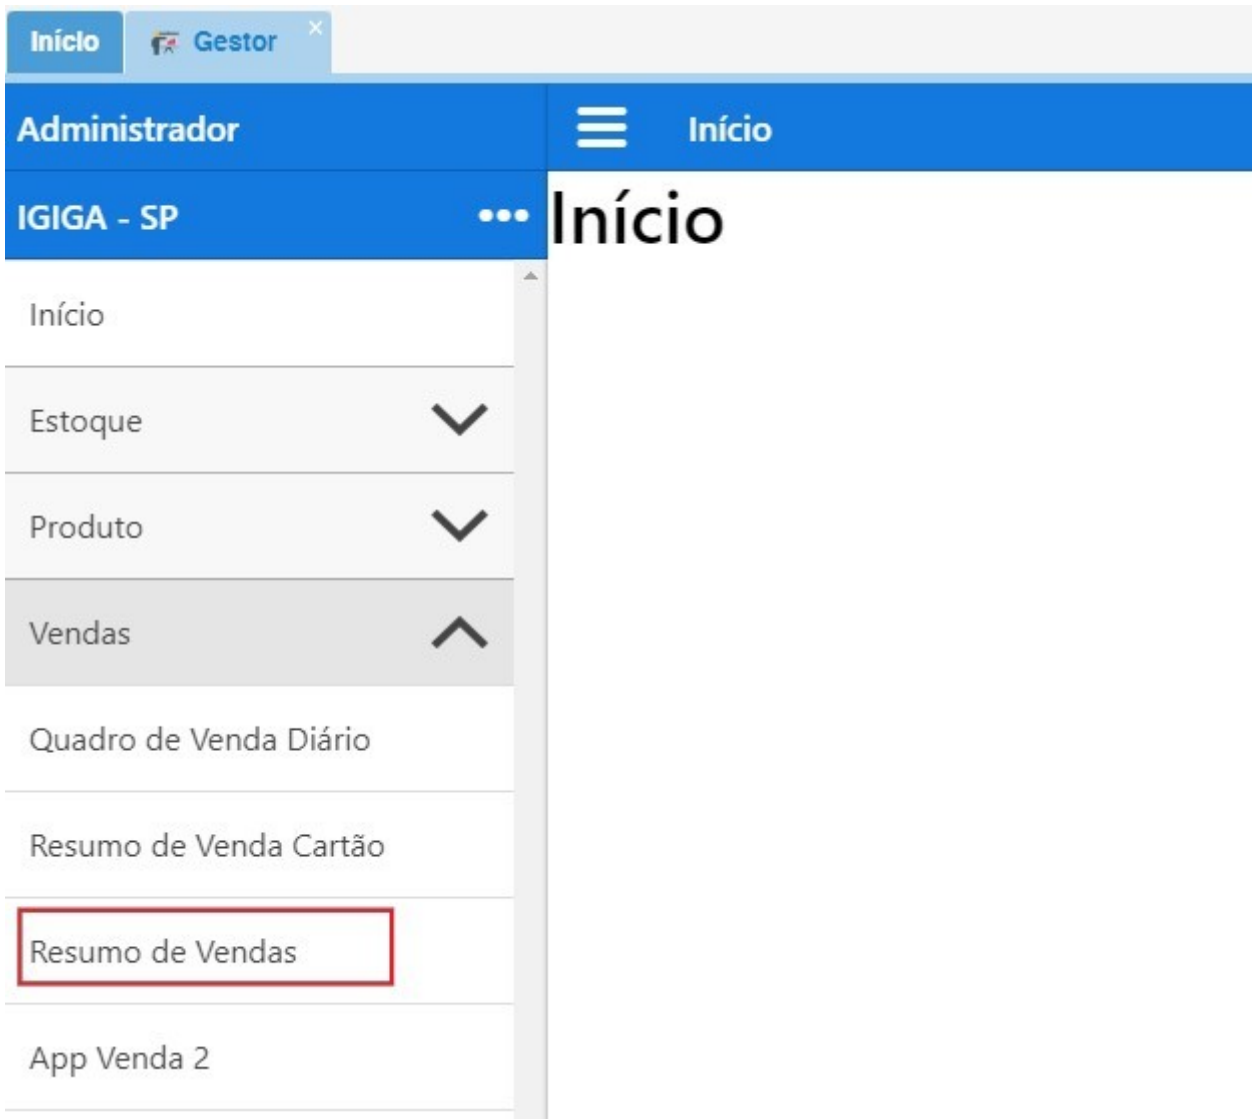 Início Gestor
Administrador
Início
IGIGA - SP
Início
Início
Estoque
Produto
Vendas
Quadro de Venda Diário
Resumo de Venda Cartão
Resumo de Vendas
App Venda 2